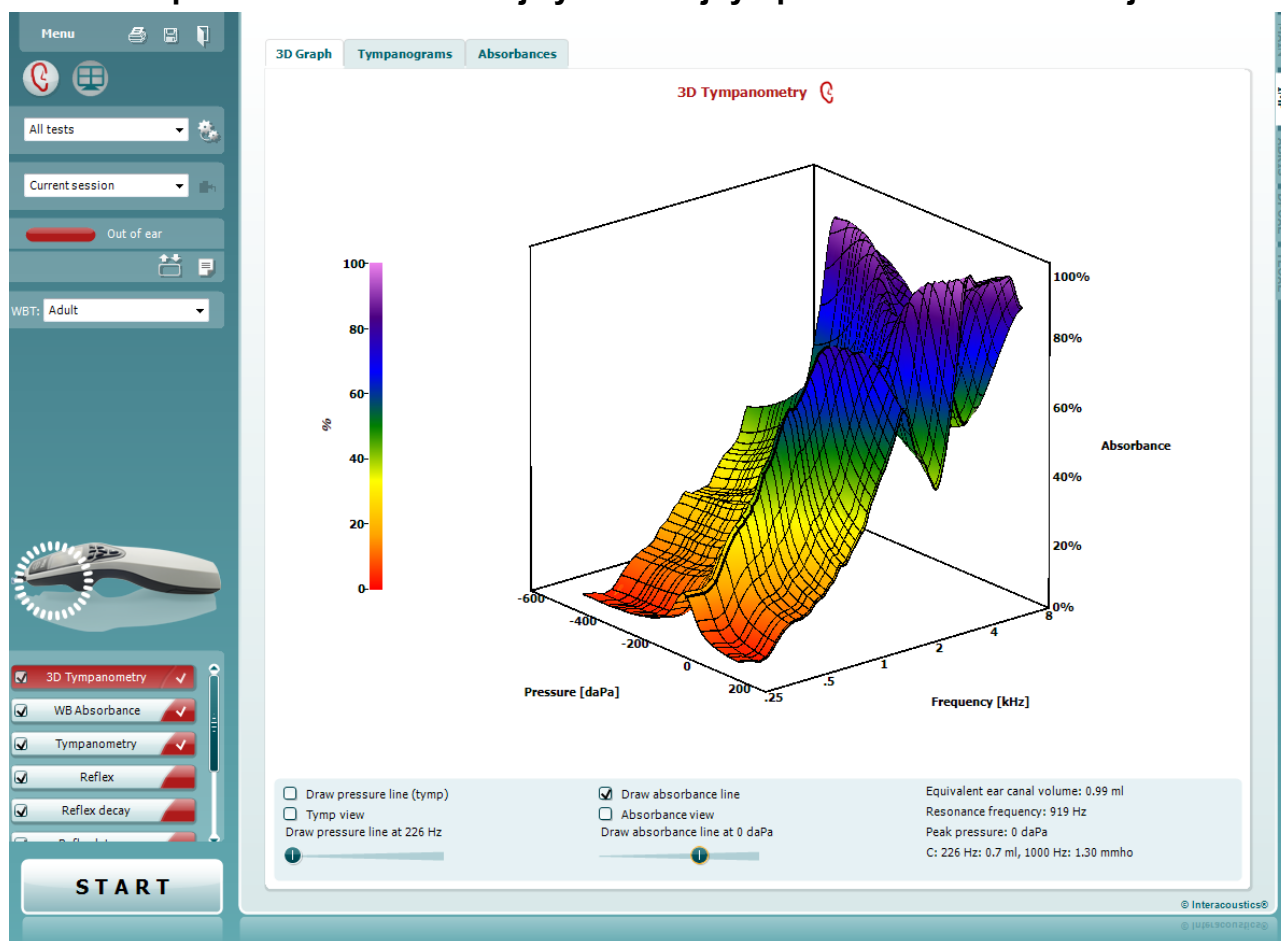 Menu
All tests
Current session
Out of ear
WBT: Adult
3D Tympanometry
WB Absorbance
Tympanometry
Reflex
Reflex decay
START
3D Graph Tympanograms Absorbances
3D Tympanometry
100
80
60
40
20
0
%
100%
80%
60%
40%
20%
0%
Absorbance
-600
-400
-200
0
200
Pressure [daPa]
.25
.5
1
2
4
8
Frequency [kHz]
Draw pressure line (tymp)
Tymp view
Draw pressure line at 226 Hz
Draw absorbance line
Absorbance view
Draw absorbance line at 0 daPa
Equivalent ear canal volume: 0.99 ml
Resonance frequency: 919 Hz
Peak pressure: 0 daPa
C: 226 Hz: 0.7 ml, 1000 Hz: 1.30 mmho
© Interacoustics®